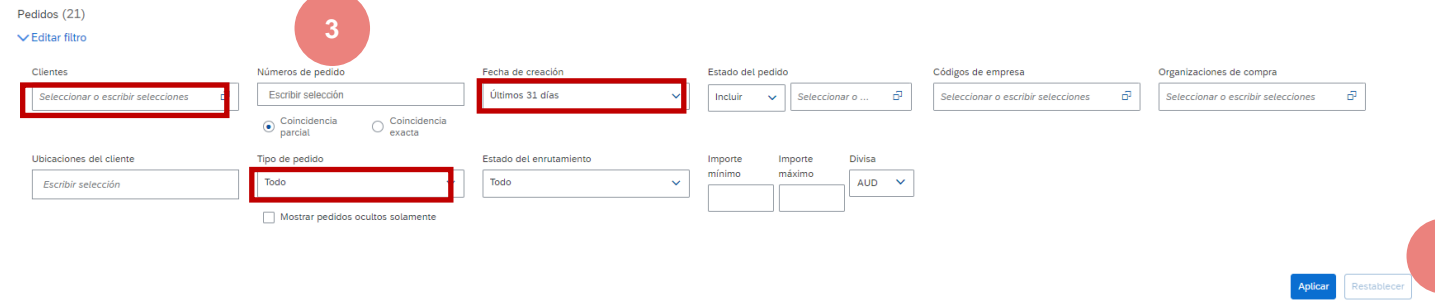 Pedidos (21)
3
Editar filtro
Clientes
Números de pedido
Fecha de creación
Estado del pedido
Códigos de empresa
Organizaciones de compra
Seleccionar o escribir selecciones
Escribir selección
Últimos 31 días
Incluir
Seleccionar o ...
Seleccionar o escribir selecciones
Seleccionar o escribir selecciones
Coincidencia
parcial
Coincidencia
exacta
Ubicaciones del cliente
Tipo de pedido
Estado del enrutamiento
Importe
mínimo
Importe
máximo
Divisa
Escribir selección
Todo
Todo
AUD
Mostrar pedidos ocultos solamente
Aplicar
Restablecer